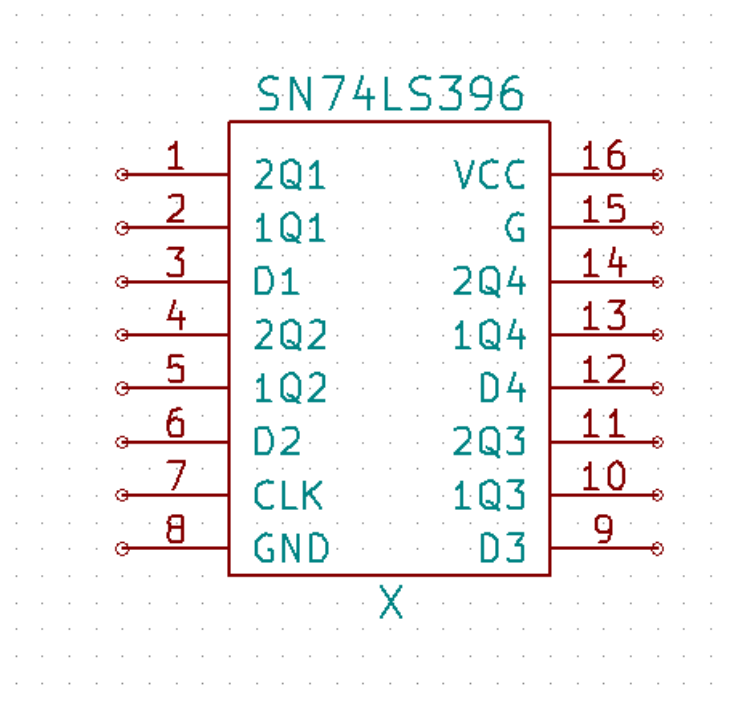 SN74LS396
1 2Q1 VCC 16
2 1Q1 G 15
3 D1 2Q4 14
4 2Q2 1Q4 13
5 1Q2 D4 12
6 D2 2Q3 11
7 CLK 1Q3 10
8 GND D3 9
X